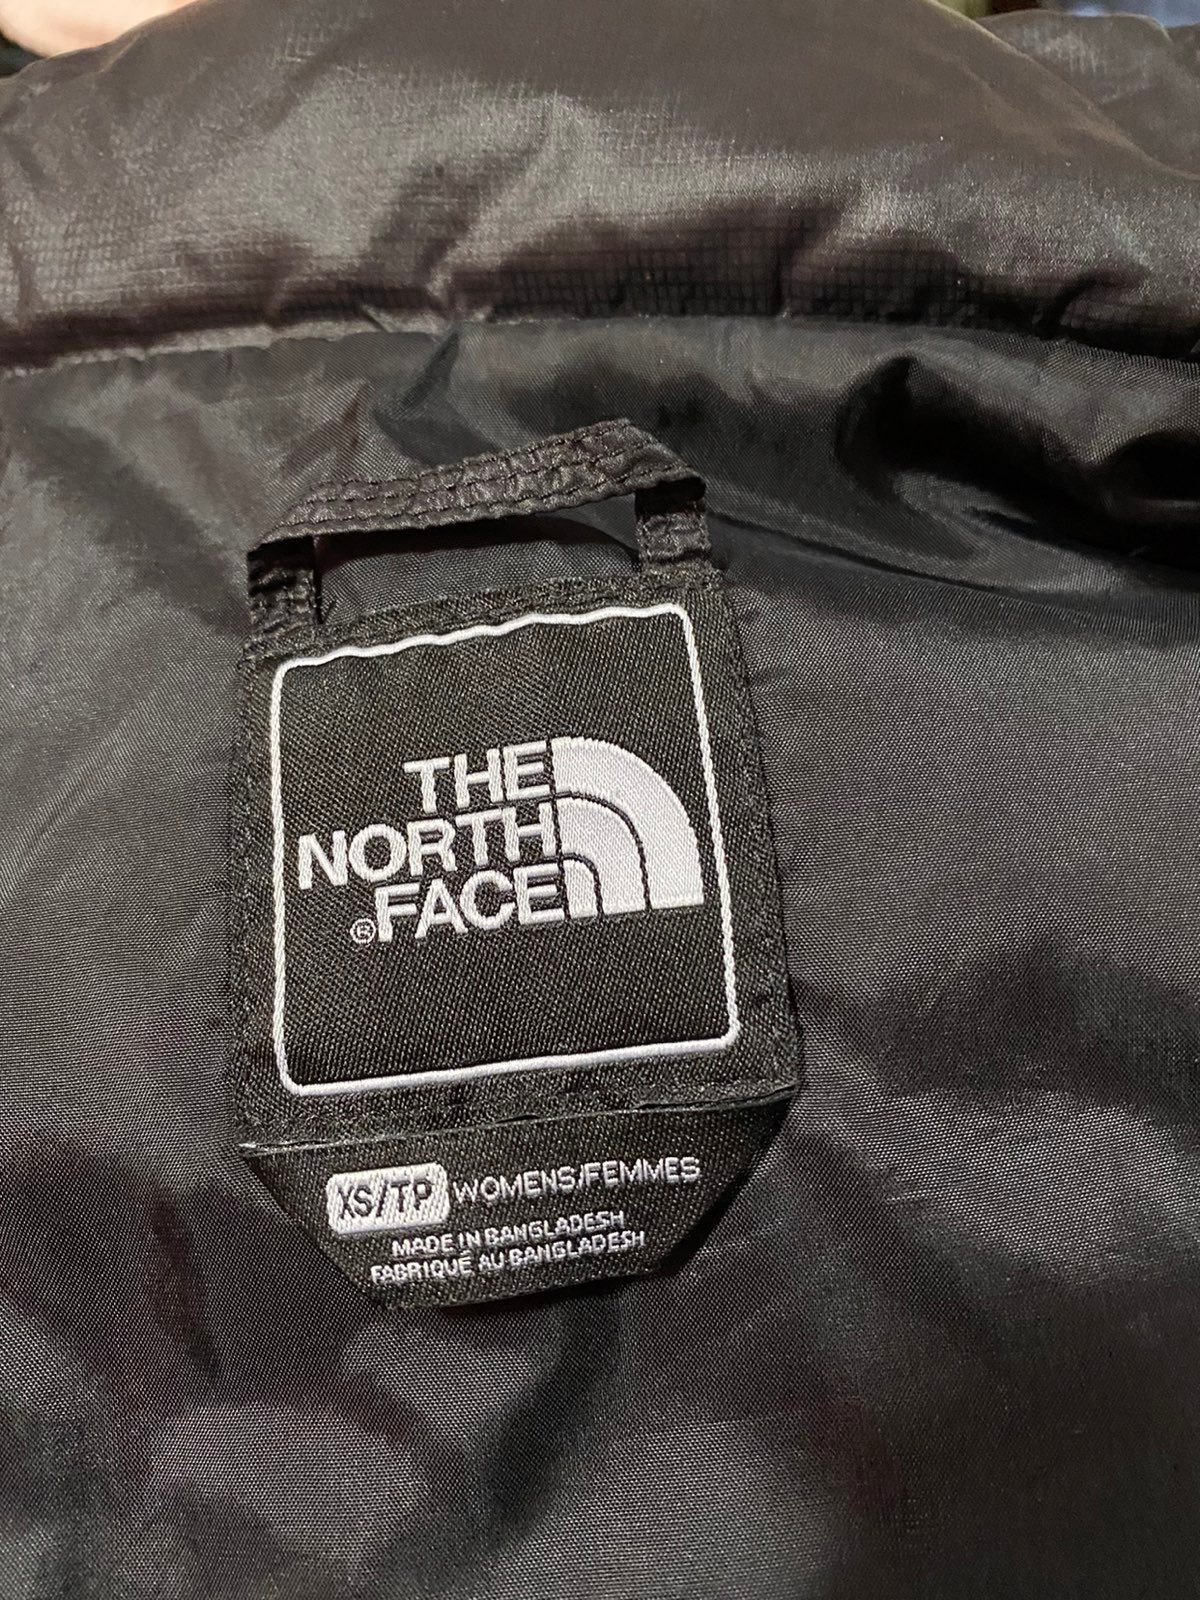 THE
NORTH
®FACE
XS/TP WOMENS/FEMMES
MADE IN BANGLADESH
FABRIQUÉ AU BANGLADESH